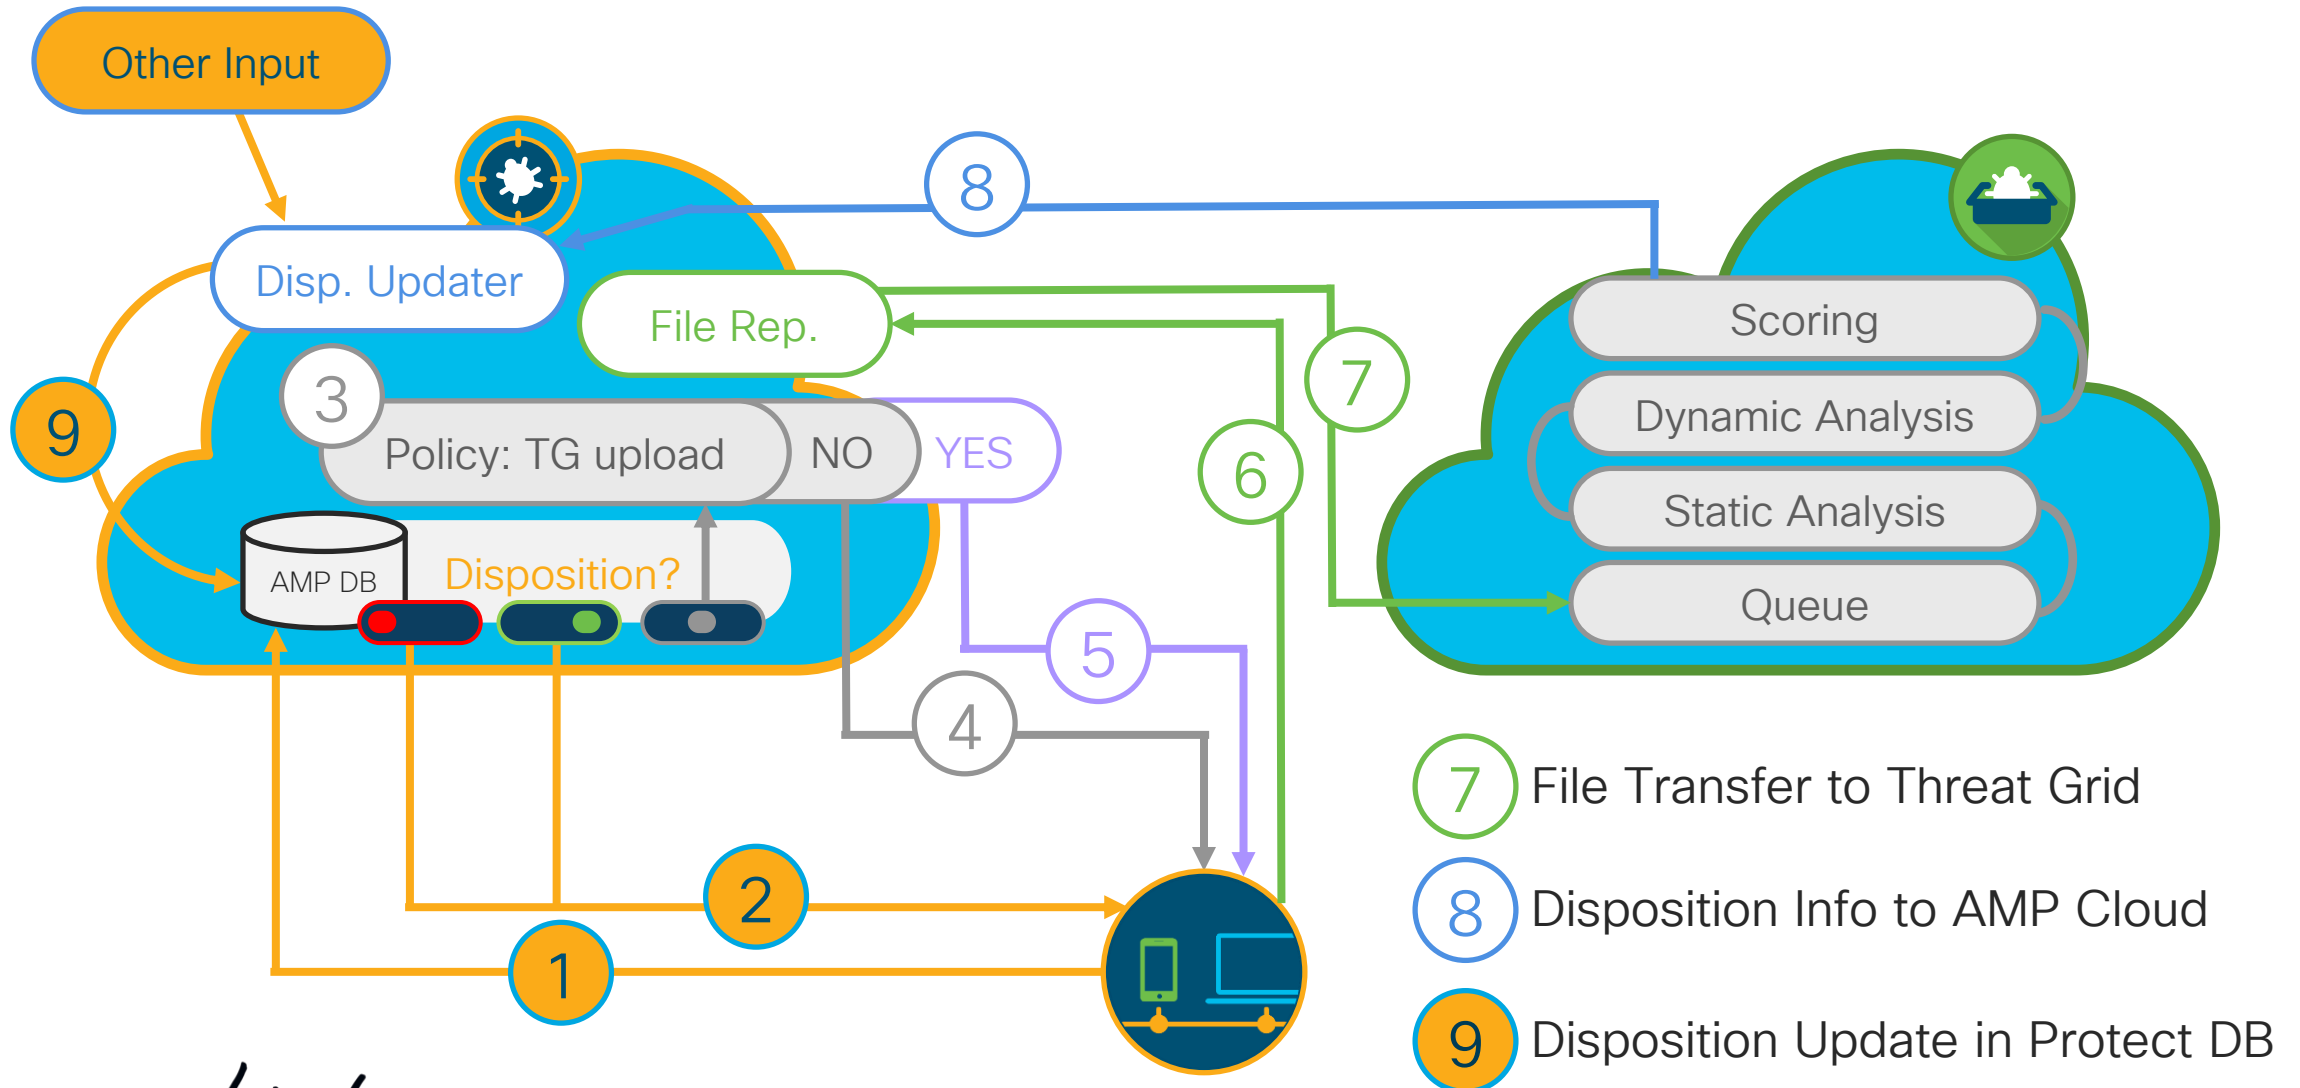 Other Input
8
Disp. Updater
File Rep.
Scoring
7
3
Dynamic Analysis
9
Policy: TG upload
NO
YES
6
Static Analysis
AMP DB
Disposition?
Queue
5
4
7 File Transfer to Threat Grid
2
8 Disposition Info to AMP Cloud
1
9 Disposition Update in Protect DB